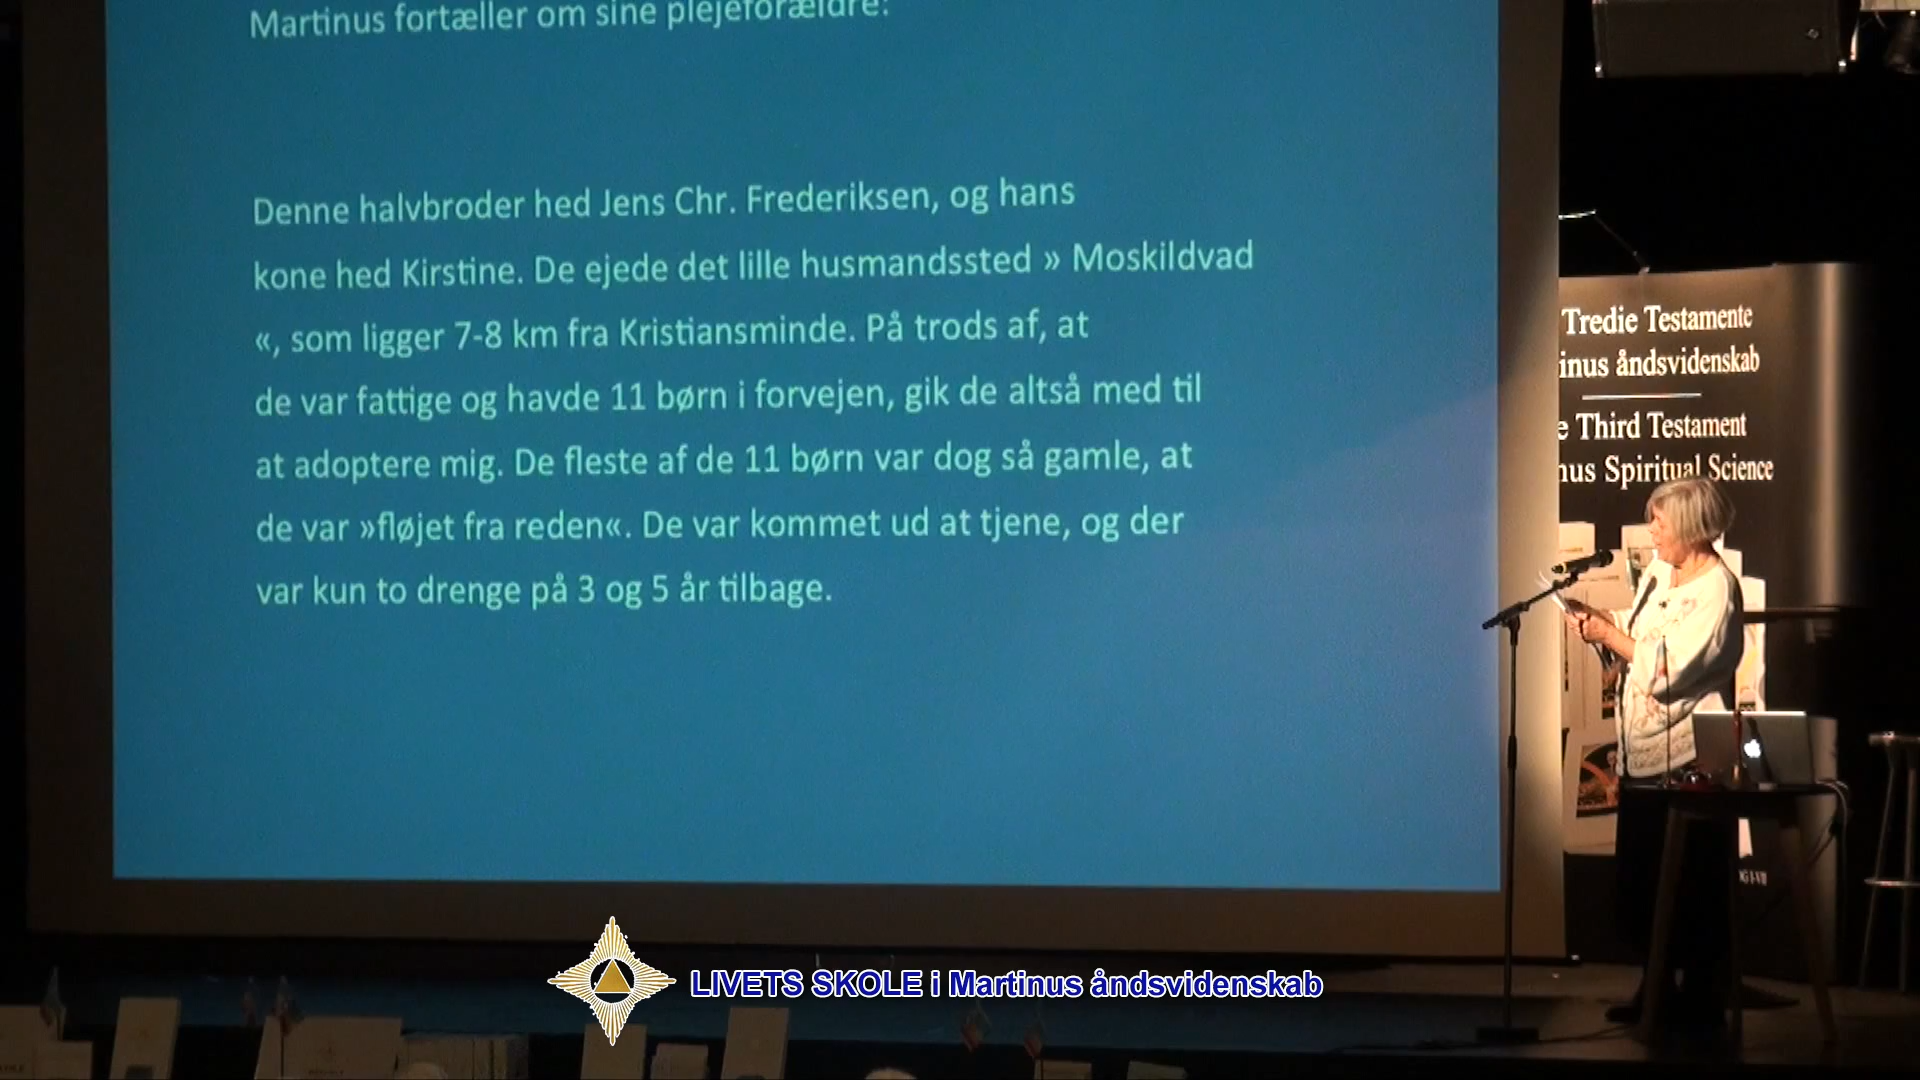 Martinus fortæller om sine plejeforældre:
Denne halvbroder hed Jens Chr. Frederiksen, og hans
kone hed Kirstine. De ejede det lille husmandssted » Moskildvad
«, som ligger 7-8 km fra Kristiansminde. På trods af, at
de var fattige og havde 11 børn i forvejen, gik de altså med til
at adoptere mig. De fleste af de 11 børn var dog så gamle, at
de var »fløjet fra reden«. De var kommet ud at tjene, og der
var kun to drenge på 3 og 5 år tilbage.
Tredie Testamente
inus åndsvidenskab
e Third Testament
nus Spiritual Science
LIVETS SKOLE i Martinus åndsvidenskab